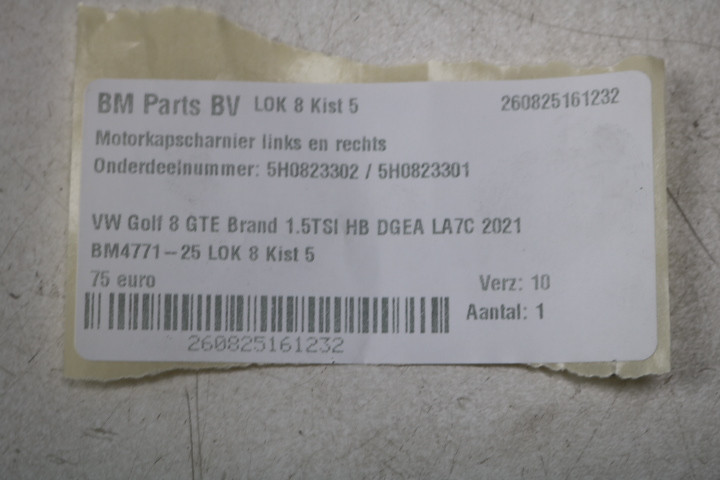 BM Parts BV LOK 8 Kist 5 260825161232
Motorkapscharnier links en rechts
Onderdeelnummer: 5H0823302 / 5H0823301
VW Golf 8 GTE Brand 1.5TSI HB DGEA LA7C 2021
BM4771-25 LOK 8 Kist 5
75 euro Verz: 10
Aantal: 1
260825161232